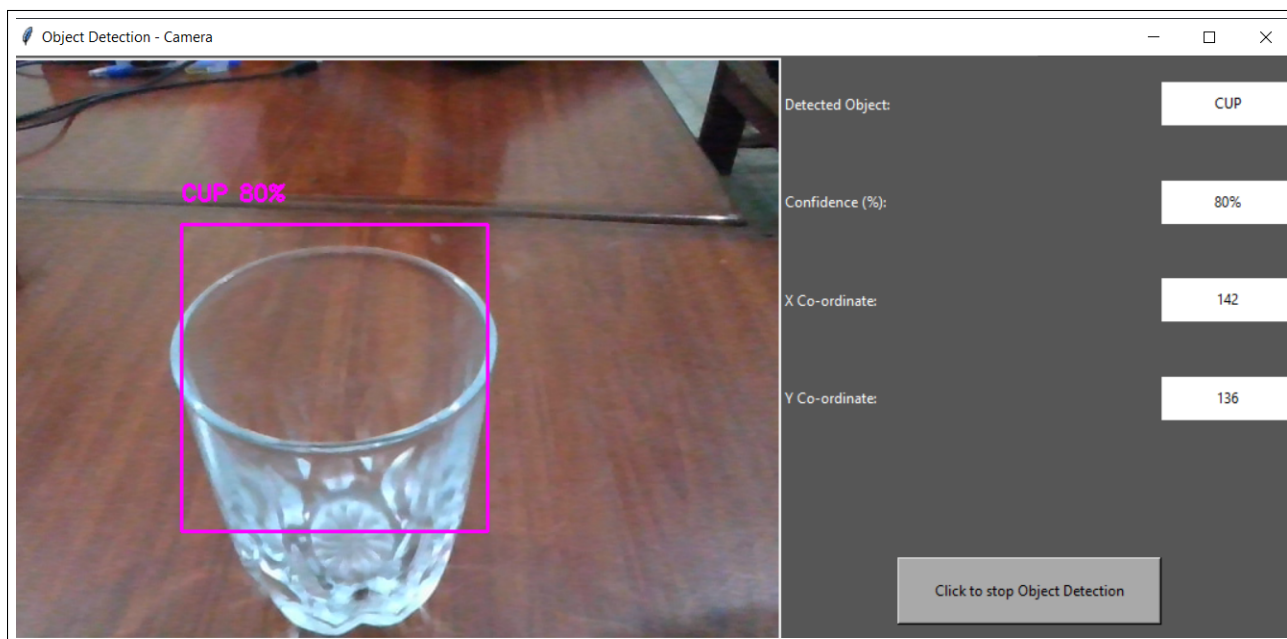 Object Detection - Camera
CUP 80%
Detected Object:
CUP
Confidence (%):
80%
X Co-ordinate:
142
Y Co-ordinate:
136
Click to stop Object Detection